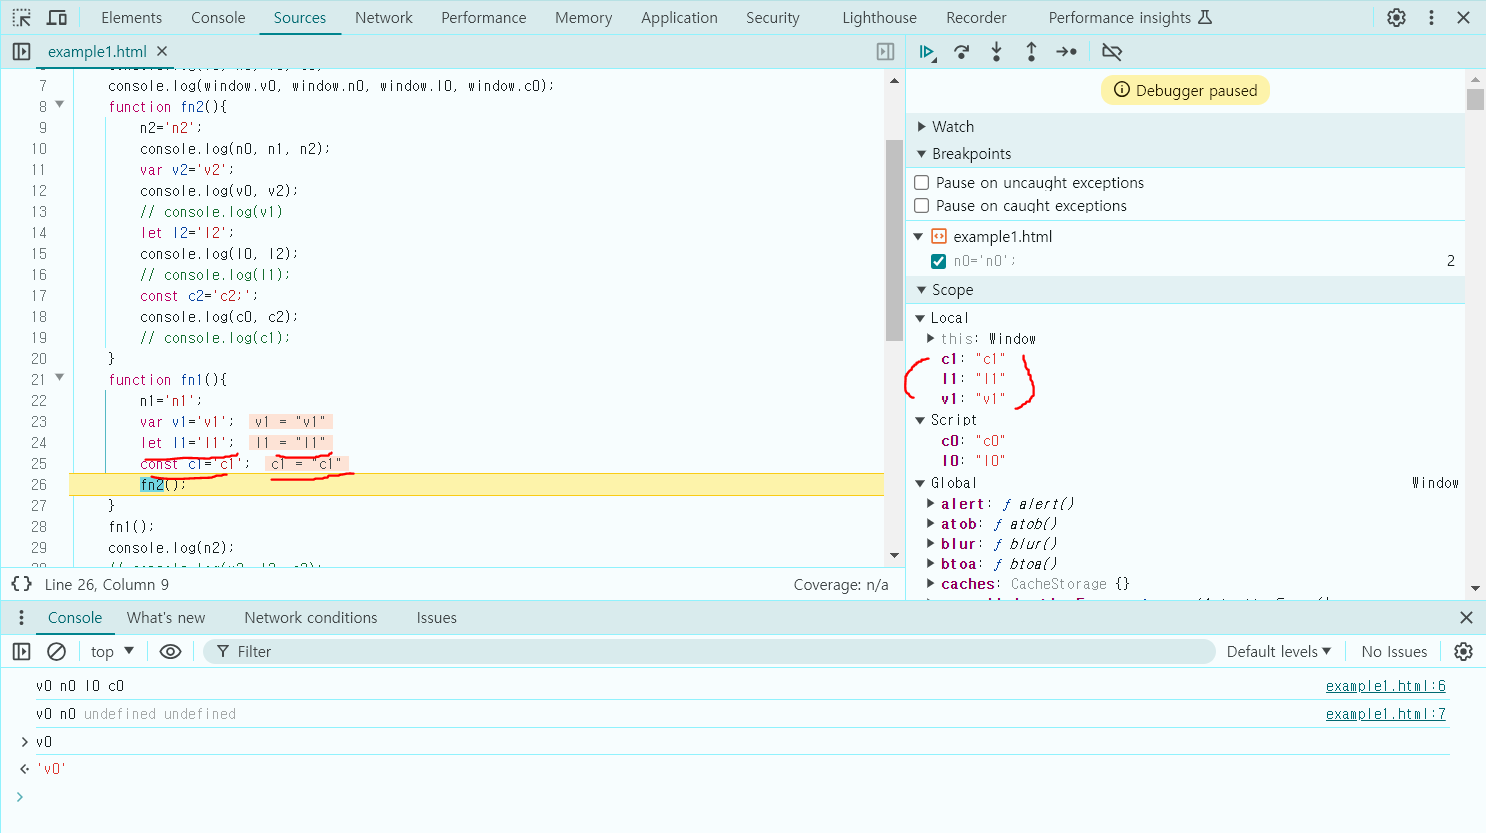 Elements Console Sources Network Performance Memory Application Security Lighthouse Recorder Performance insights
example1.html
7 console.log(window.v0, window.n0, window.l0, window.c0);
8 function fn2(){
9 n2='n2';
10 console.log(n0, n1, n2);
11 var v2='v2';
12 console.log(v0, v2);
13 // console.log(v1)
14 let l2='l2';
15 console.log(l0, l2);
16 // console.log(l1);
17 const c2='c2;';
18 console.log(c0, c2);
19 // console.log(c1);
20 }
21 function fn1(){
22 n1='n1';
23 var v1='v1'; v1 = "v1"
24 let l1='l1'; l1 = "l1"
25 const c1='c1'; c1 = "c1"
26 fn2();
27 }
28 fn1();
29 console.log(n2);
{} Line 26, Column 9 Coverage: n/a
Debugger paused
Watch
Breakpoints
Pause on uncaught exceptions
Pause on caught exceptions
example1.html
n0='n0'; 2
Scope
Local
this: Window
c1: "c1"
l1: "l1"
v1: "v1"
Script
c0: "c0"
l0: "l0"
Global Window
alert: ƒ alert()
atob: ƒ atob()
blur: ƒ blur()
btoa: ƒ btoa()
caches: CacheStorage {}
Console What's new Network conditions Issues
top Filter Default levels No Issues
v0 n0 l0 c0 example1.html:6
v0 n0 undefined undefined example1.html:7
> v0
'v0'
>